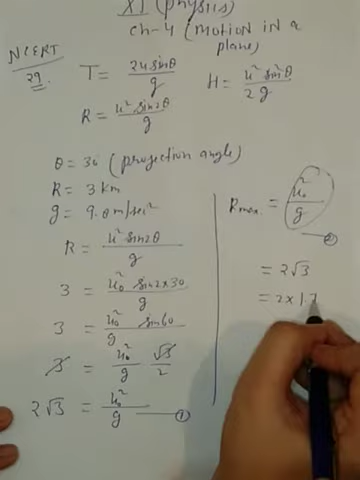 XI (physics)
ch-4 (MOTION IN a plane)
NCERT
29
T = 2u sinθ / g
H = u² sin²θ / 2g
R = u² sin2θ / g
θ = 30 (projection angle)
R = 3 km
g = 9.8 m/sec²
R = u² sin2θ / g
3 = u₀² sin2×30 / g
3 = u₀² sin60 / g
3 = u₀² / g √3 / 2
2√3 = u₀² / g —①
Rmax. = u₀² / g —②
= 2√3
= 2 × 1.7